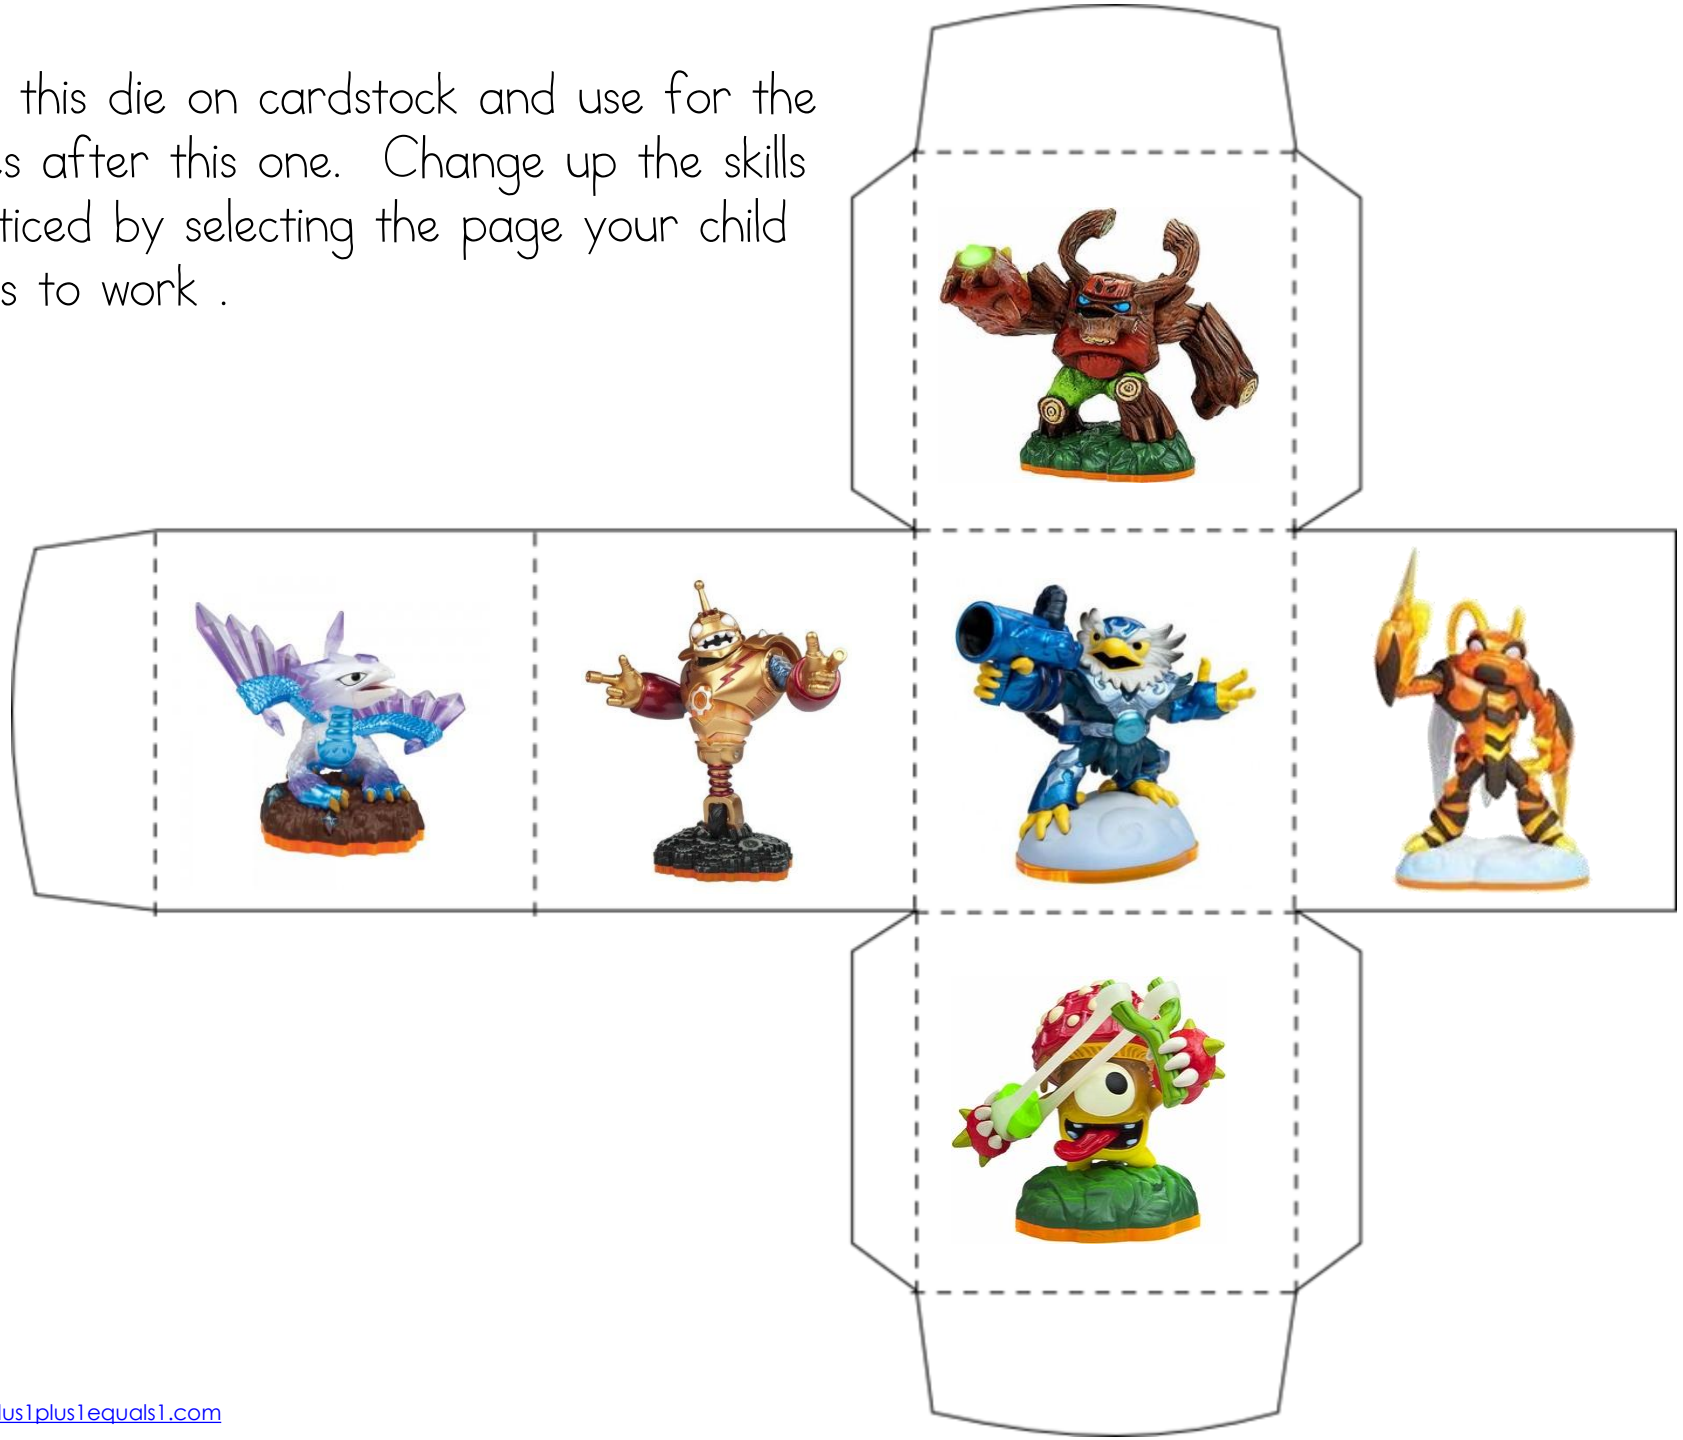 this die on cardstock and use for the
s after this one. Change up the skills
ticed by selecting the page your child
s to work .
lus1plus1equals1.com